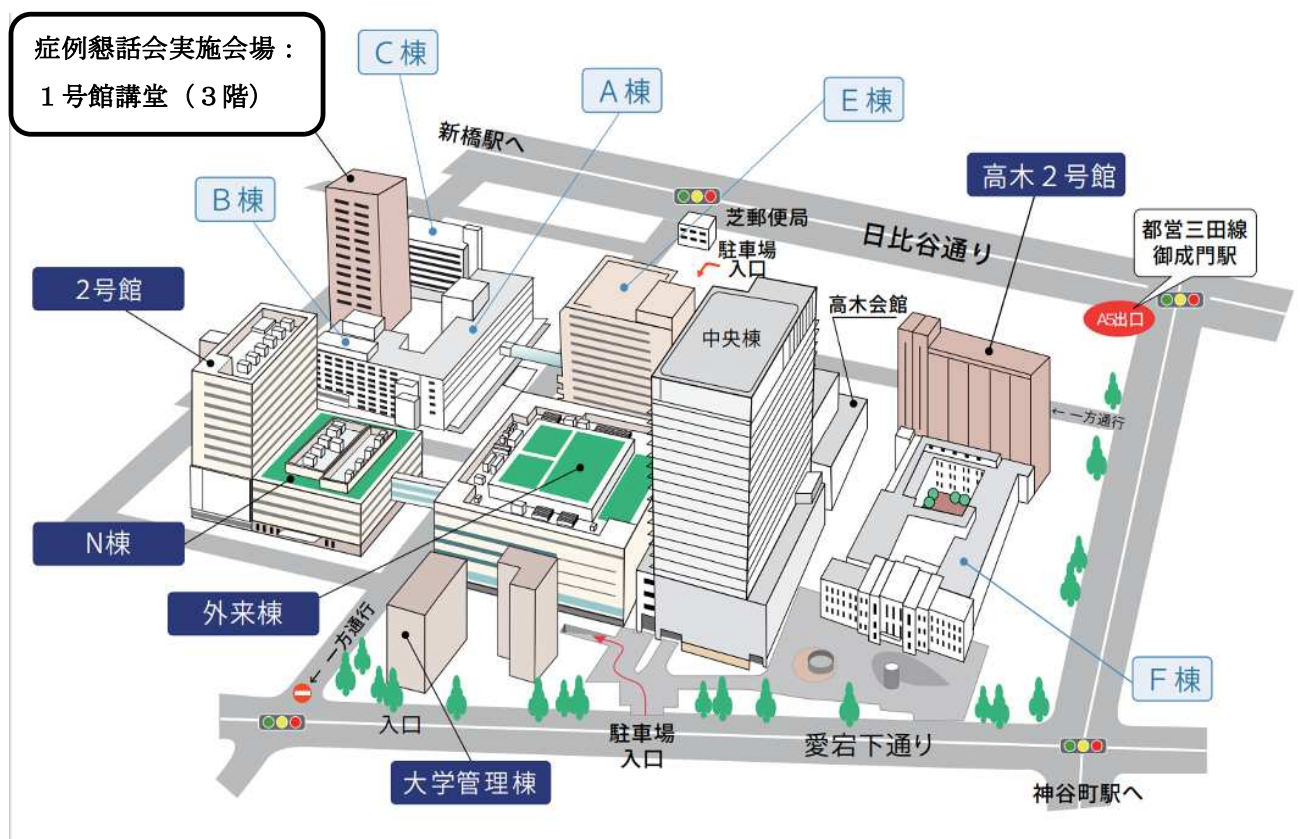 症例懇話会実施会場：
１号館講堂（３階）
C棟
A棟
E棟
新橋駅へ
高木２号館
B棟
芝郵便局
日比谷通り
都営三田線
御成門駅
駐車場
入口
2号館
高木会館
A5出口
中央棟
← 一方通行
N棟
外来棟
← 一方通行
F棟
入口
駐車場
入口
愛宕下通り
大学管理棟
神谷町駅へ